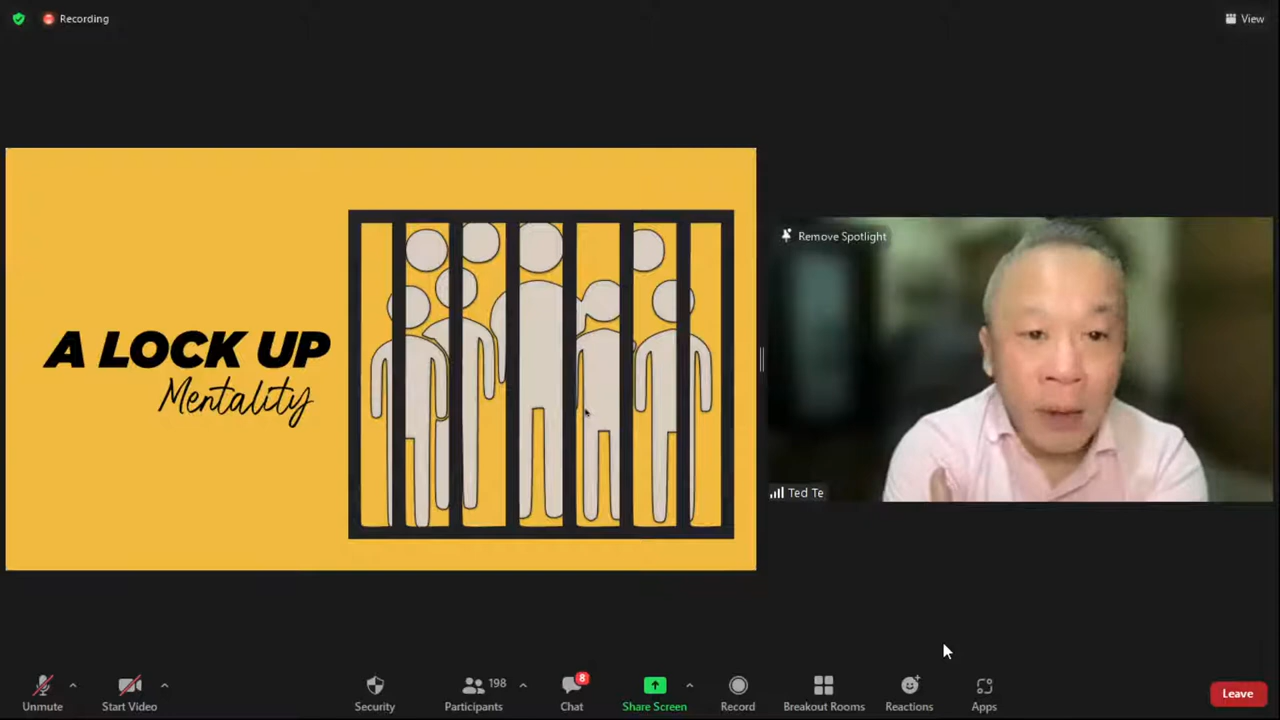 Recording
View
A LOCK UP
Mentality
Remove Spotlight
Ted Te
Unmute
Start Video
Security
198
Participants
8
Chat
Share Screen
Record
Breakout Rooms
Reactions
Apps
Leave